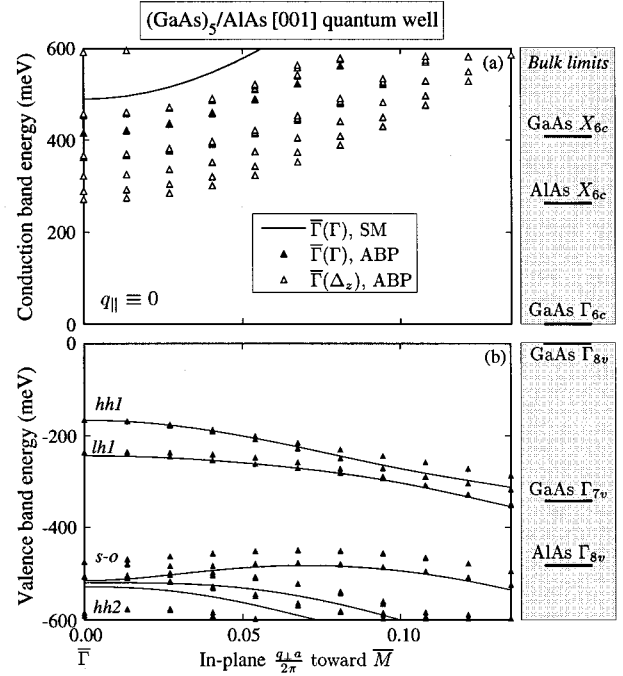 (GaAs)5/AlAs [001] quantum well
Conduction band energy (meV)
600
400
200
0
(a)
Γ̅(Γ), SM
Γ̅(Γ), ABP
Γ̅(Δz), ABP
q∥ ≡ 0
Bulk limits
GaAs X6c
AlAs X6c
GaAs Γ6c
GaAs Γ8v
GaAs Γ7v
AlAs Γ8v
Valence band energy (meV)
0
-200
-400
-600
(b)
hh1
lh1
s-o
hh2
0.00
0.05
0.10
Γ̅
In-plane q⊥a/2π toward M̅